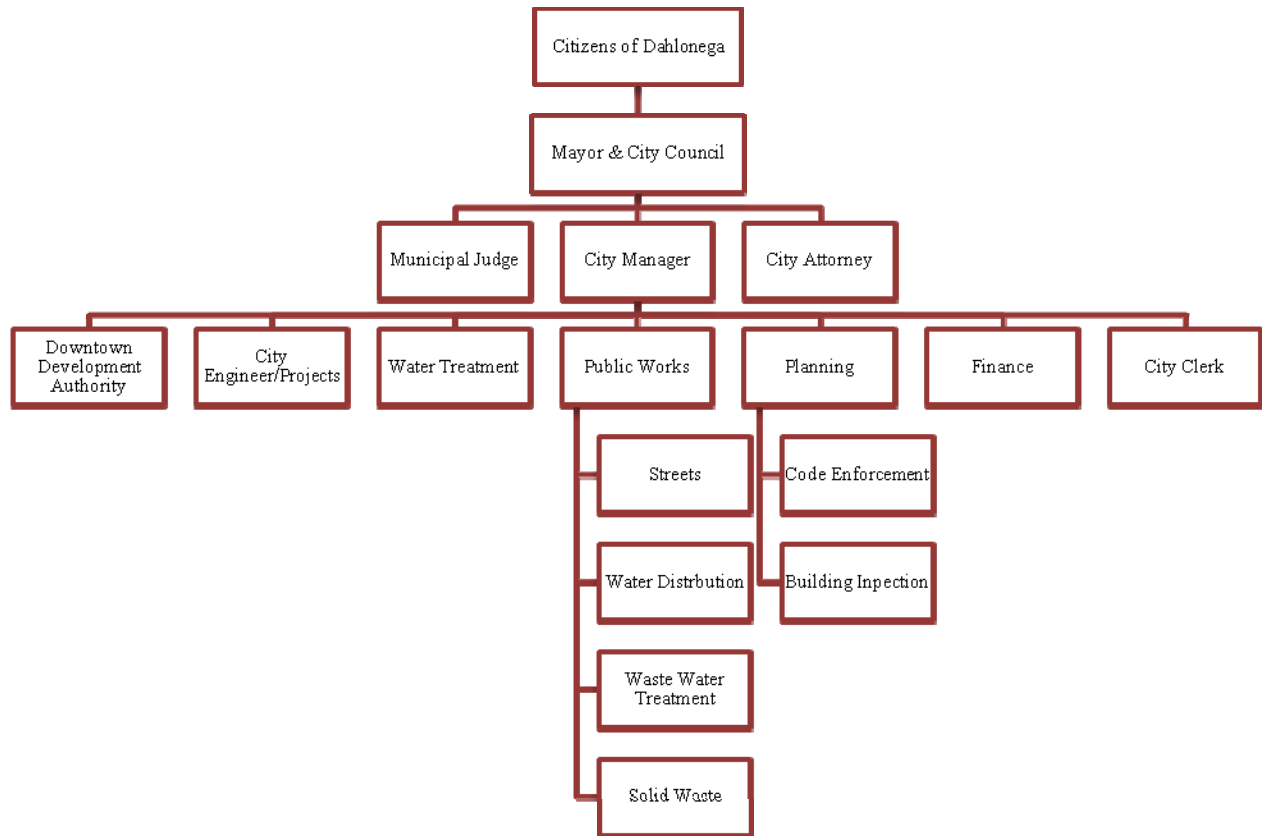 Citizens of Dahlonega
Mayor & City Council
Municipal Judge
City Manager
City Attorney
Downtown
Development
Authority
City
Engineer/Projects
Water Treatment
Public Works
Planning
Finance
City Clerk
Streets
Code Enforcement
Water Distrbution
Building Inpection
Waste Water
Treatment
Solid Waste